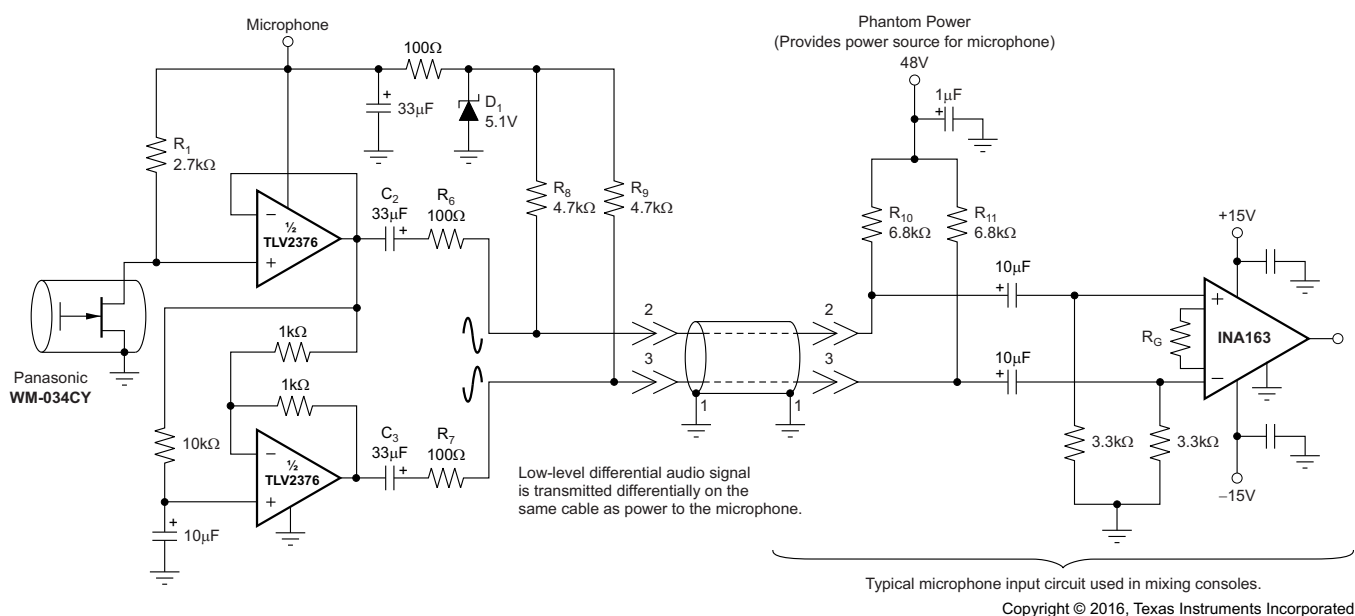 Microphone
100Ω
+
33μF
D1
5.1V
R1
2.7kΩ
Phantom Power
(Provides power source for microphone)
48V
1μF
+
R8
4.7kΩ
R9
4.7kΩ
R10
6.8kΩ
R11
6.8kΩ
−
½
TLV2376
+
C2
33μF
+
R6
100Ω
+15V
10μF
+
+
INA163
−
RG
2
2
3
3
1
1
10μF
+
Panasonic
WM-034CY
1kΩ
1kΩ
10kΩ
−
½
TLV2376
+
C3
33μF
+
R7
100Ω
3.3kΩ
3.3kΩ
−15V
+
10μF
Low-level differential audio signal
is transmitted differentially on the
same cable as power to the microphone.
Typical microphone input circuit used in mixing consoles.
Copyright © 2016, Texas Instruments Incorporated